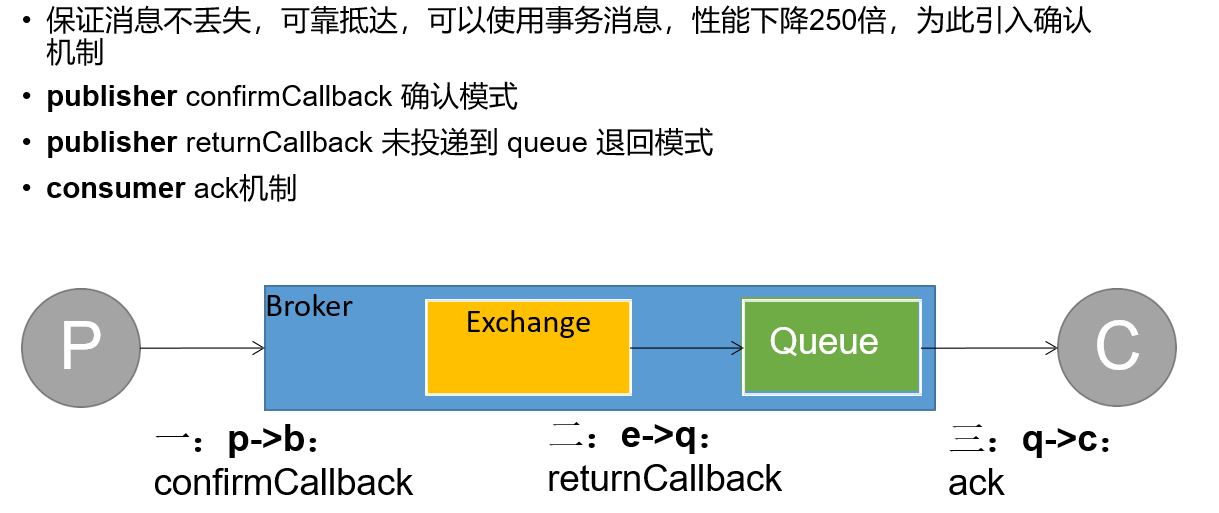 • 保证消息不丢失，可靠抵达，可以使用事务消息，性能下降250倍，为此引入确认
机制
• publisher confirmCallback 确认模式
• publisher returnCallback 未投递到 queue 退回模式
• consumer ack机制
Broker
Exchange
P
Queue
C
一：p->b：
confirmCallback
二：e->q：
returnCallback
三：q->c：
ack